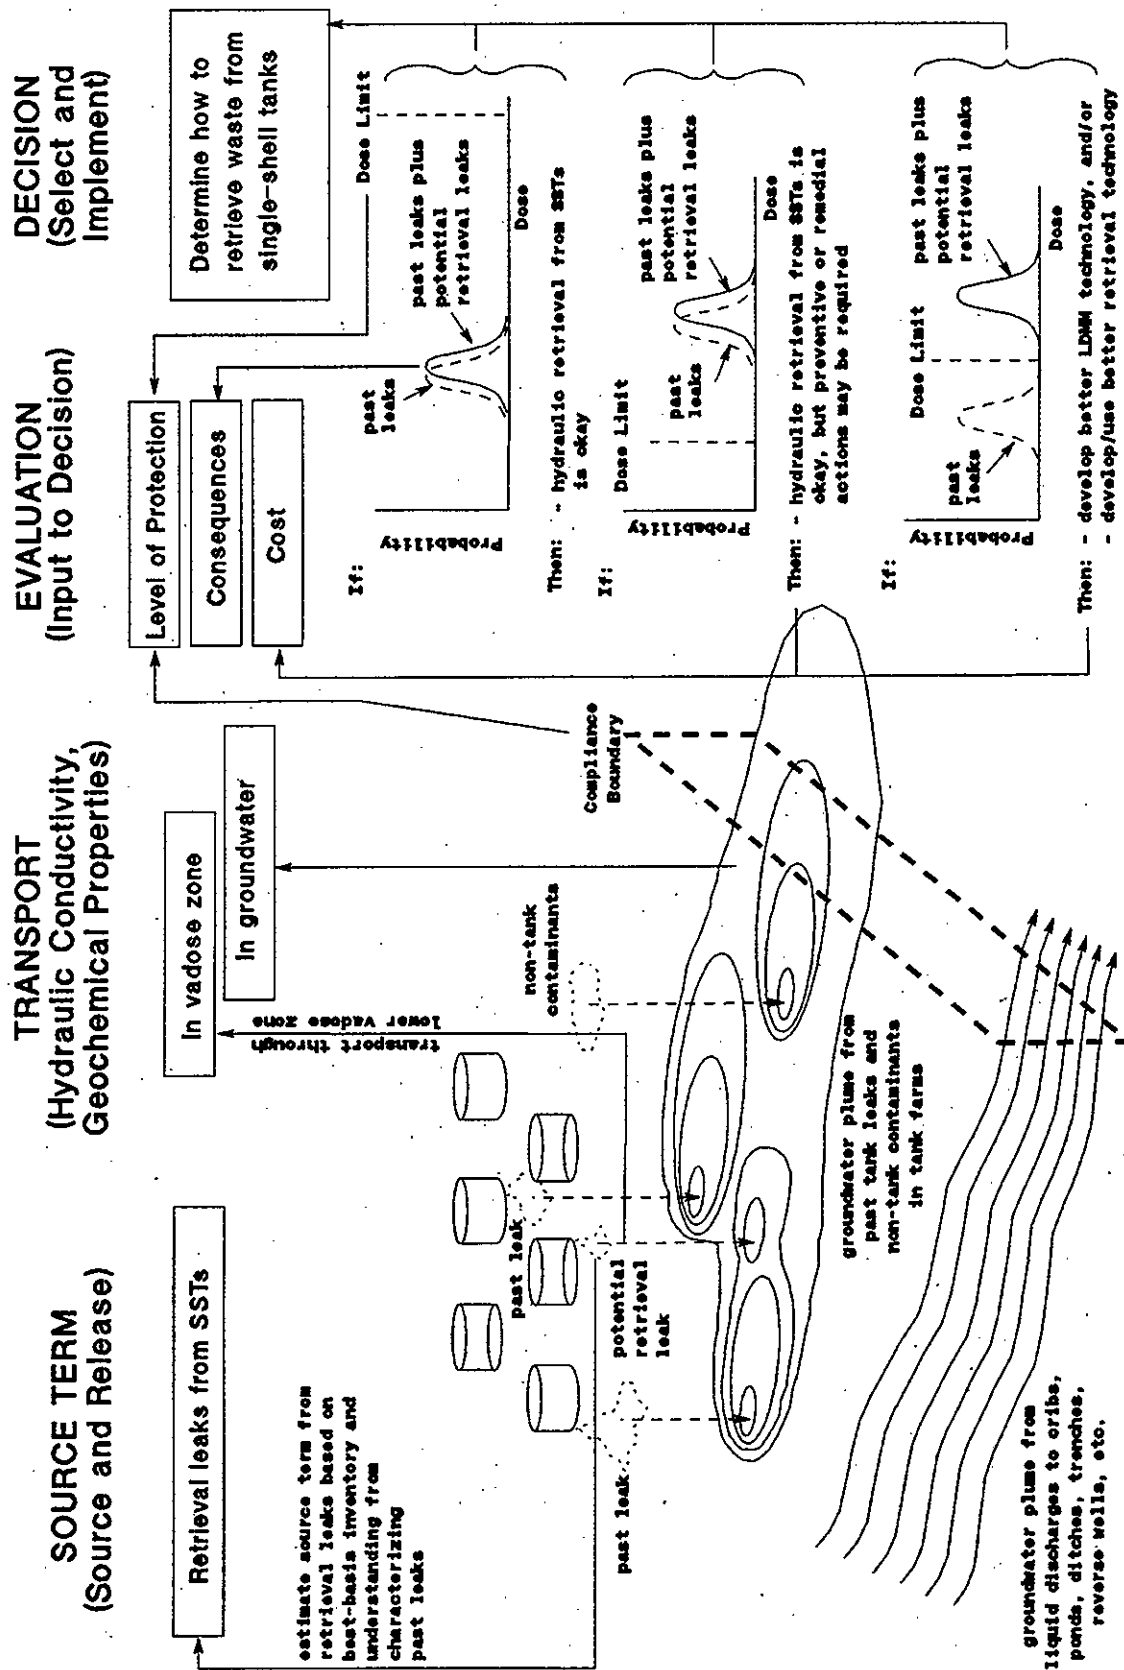 SOURCE TERM
(Source and Release)
TRANSPORT
(Hydraulic Conductivity,
Geochemical Properties)
EVALUATION
(Input to Decision)
DECISION
(Select and
Implement)
Retrieval leaks from SSTs
In vadose zone
In groundwater
Level of Protection
Consequences
Cost
Determine how to
retrieve waste from
single-shell tanks
estimate source term from
retrieval leaks based on
best-basis inventory and
understanding from
characterizing
past leaks
transport through
lower vadose zone
past leak
past leak
potential
retrieval
leak
non-tank
contaminants
Compliance
Boundary
groundwater plume from
past tank leaks and
non-tank contaminants
in tank farms
groundwater plume from
liquid discharges to cribs,
ponds, ditches, trenches,
reverse wells, etc.
If:
Probability
past
leaks
past leaks plus
potential
retrieval leaks
Dose Limit
Dose
Then: - hydraulic retrieval from SSTs
is okay
If:
Probability
Dose Limit
past
leaks
past leaks plus
potential
retrieval leaks
Dose
Then: - hydraulic retrieval from SSTs is
okay, but preventive or remedial
actions may be required
If:
Probability
past
leaks
Dose Limit
past leaks plus
potential
retrieval leaks
Dose
Then: - develop better LDMM technology, and/or
- develop/use better retrieval technology